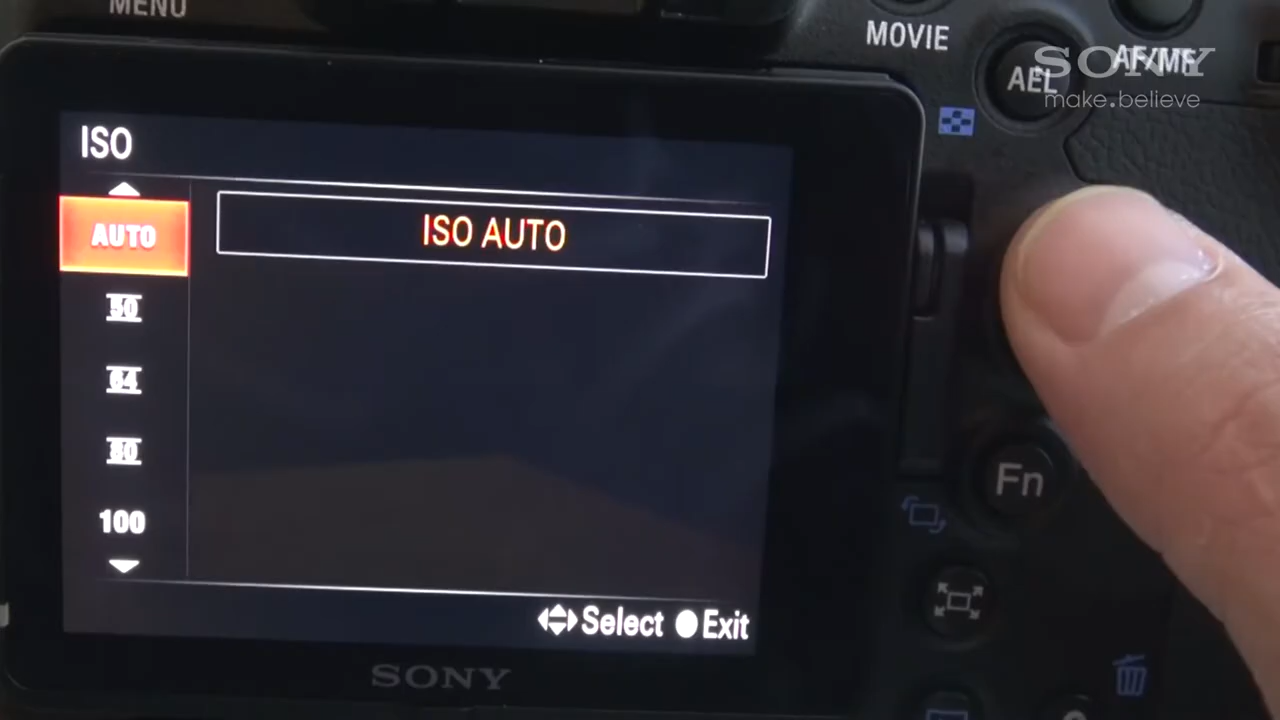 MENU
MOVIE
AEL
AF/MF
SONY
make.believe
ISO
AUTO
ISO AUTO
50
64
80
100
Select
Exit
Fn
SONY